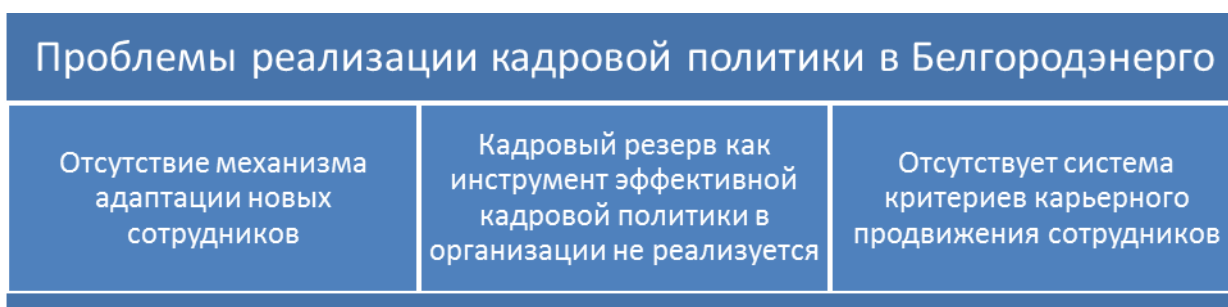 Проблемы реализации кадровой политики в Белгородэнерго
Отсутствие механизма
адаптации новых
сотрудников
Кадровый резерв как
инструмент эффективной
кадровой политики в
организации не реализуется
Отсутствует система
критериев карьерного
продвижения сотрудников